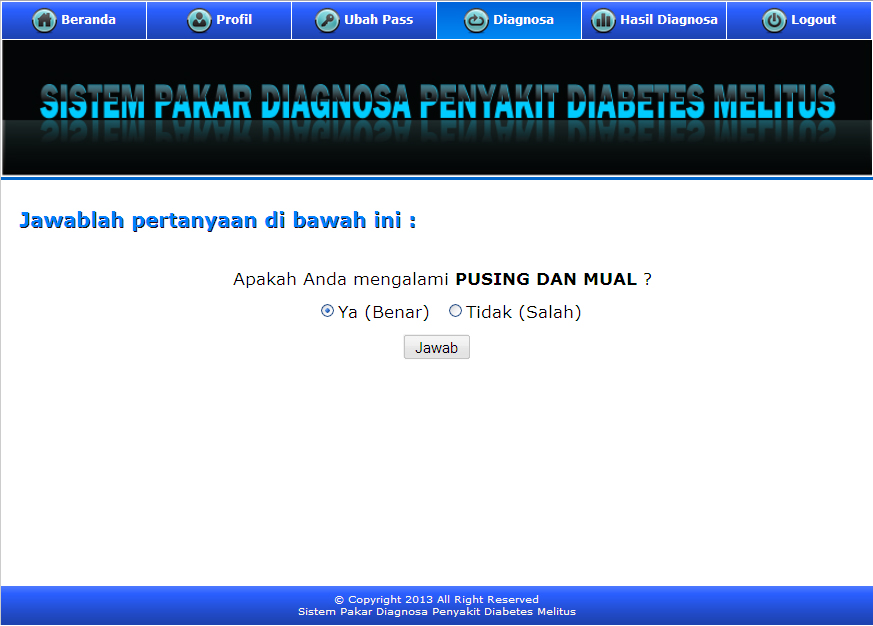 Beranda Profil Ubah Pass Diagnosa Hasil Diagnosa Logout
SISTEM PAKAR DIAGNOSA PENYAKIT DIABETES MELITUS
Jawablah pertanyaan di bawah ini :
Apakah Anda mengalami PUSING DAN MUAL ?
Ya (Benar) Tidak (Salah)
Jawab
© Copyright 2013 All Right Reserved
Sistem Pakar Diagnosa Penyakit Diabetes Melitus